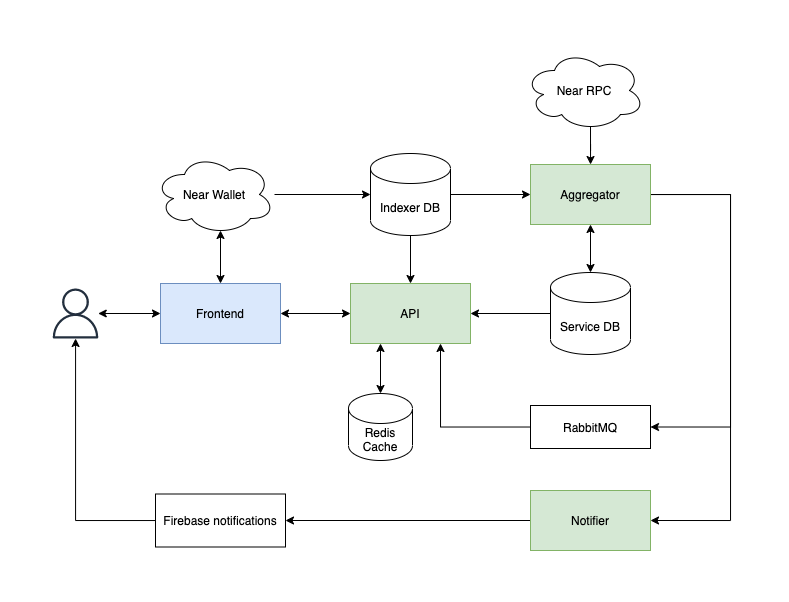 Near RPC
Near Wallet
Indexer DB
Aggregator
Frontend
API
Service DB
Redis
Cache
RabbitMQ
Firebase notifications
Notifier